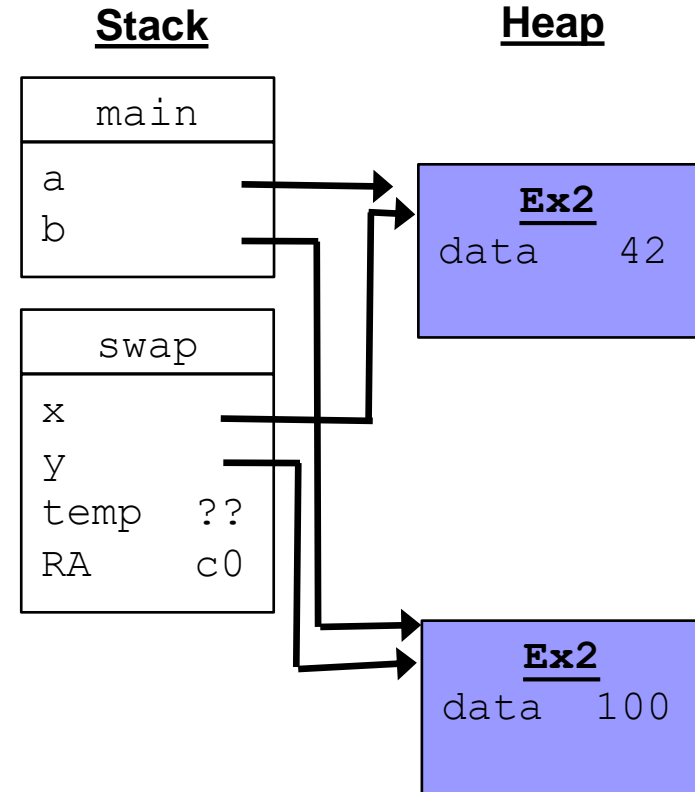 Stack
Heap
main
a
b
Ex2
data 42
swap
x
y
temp ??
RA c0
Ex2
data 100